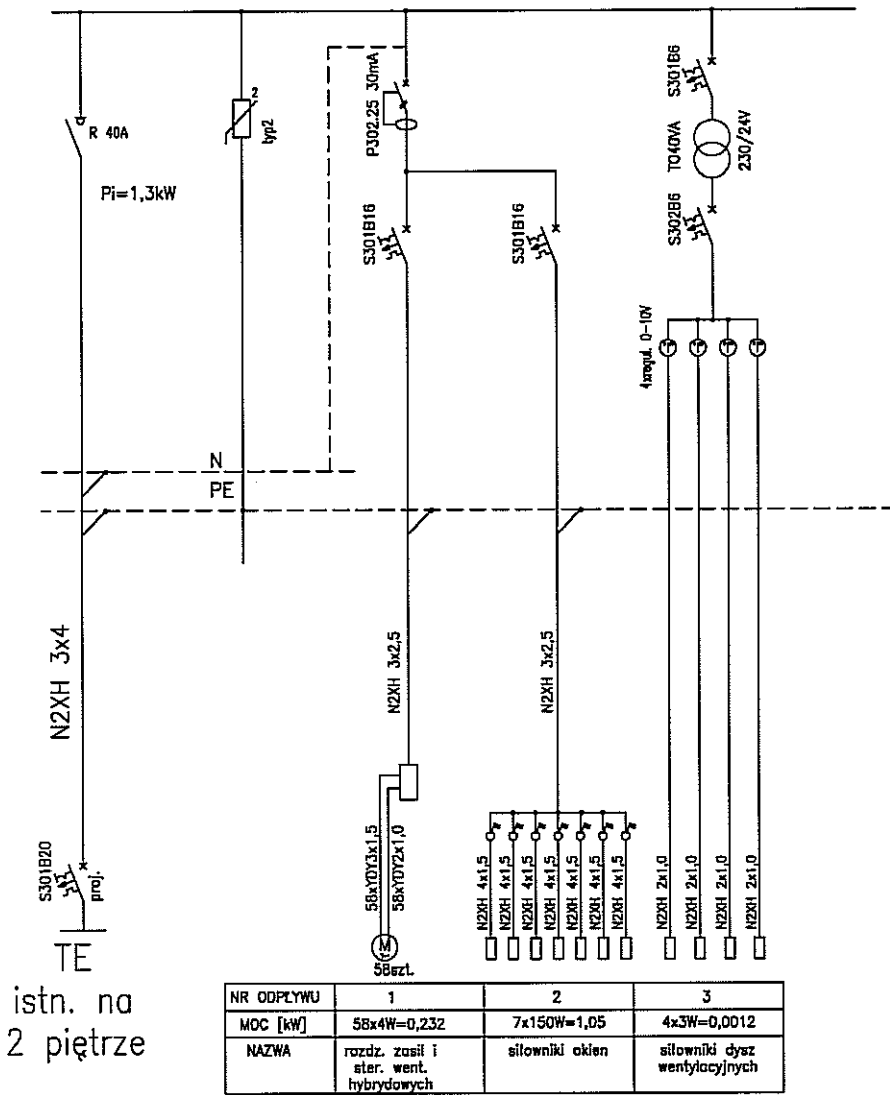 R 40A
Pi=1,3kW
2
typ2
P302.25 30mA
S301B6
TO40VA
230/24V
S302B6
S301B16
S301B16
4xregul. 0-10V
N
PE
N2XH 3x4
N2XH 3x2,5
N2XH 3x2,5
S301B20
proj.
TE
istn. na
2 piętrze
58xYDY3x1,5
58xYDY2x1,0
M
58szt.
N2XH 4x1,5
N2XH 4x1,5
N2XH 4x1,5
N2XH 4x1,5
N2XH 4x1,5
N2XH 4x1,5
N2XH 4x1,5
N2XH 2x1,0
N2XH 2x1,0
N2XH 2x1,0
N2XH 2x1,0
NR ODPŁYWU 1 2 3
MOC [kW] 58x4W=0,232 7x150W=1,05 4x3W=0,0012
NAZWA rozdz. zasil i siłowniki okien siłowniki dysz
ster. went. wentylacyjnych
hybrydowych